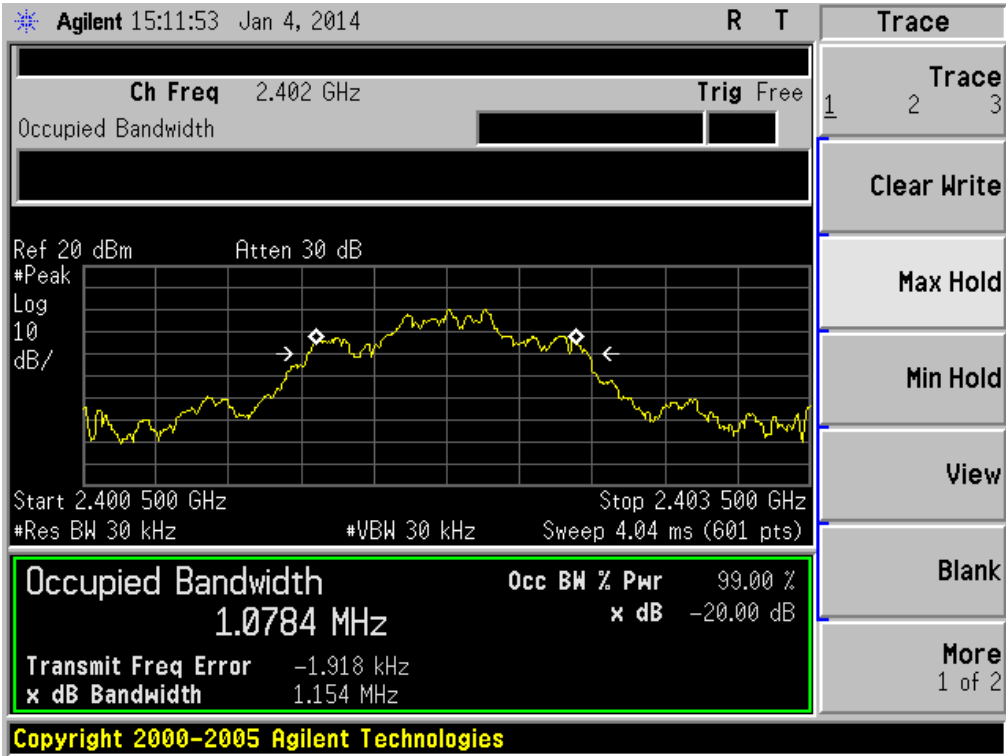 Agilent 15:11:53 Jan 4, 2014 R T Trace
Ch Freq 2.402 GHz Trig Free
Occupied Bandwidth
Trace
1 2 3
Clear Write
Max Hold
Min Hold
View
Blank
More
1 of 2
Ref 20 dBm Atten 30 dB
#Peak
Log
10
dB/
Start 2.400 500 GHz Stop 2.403 500 GHz
#Res BW 30 kHz #VBW 30 kHz Sweep 4.04 ms (601 pts)
Occupied Bandwidth
1.0784 MHz
Occ BW % Pwr 99.00 %
x dB -20.00 dB
Transmit Freq Error -1.918 kHz
x dB Bandwidth 1.154 MHz
Copyright 2000-2005 Agilent Technologies